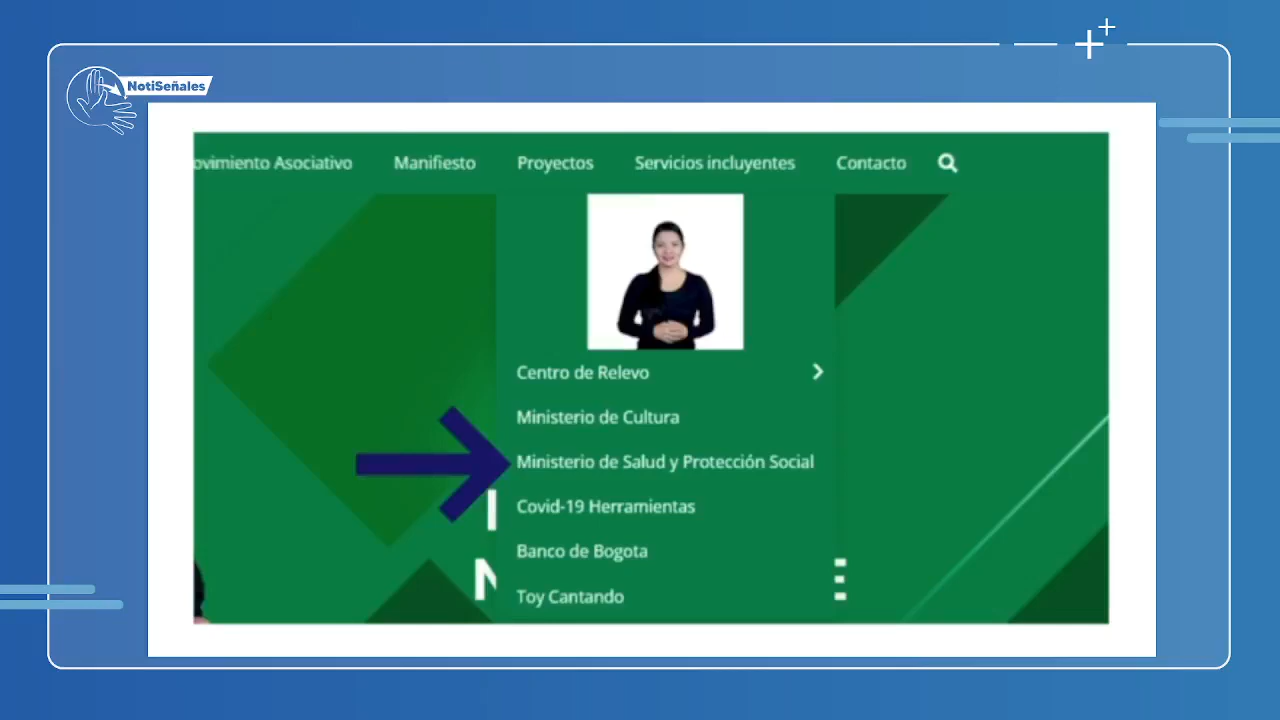 NotiSeñales
ovimiento Asociativo Manifiesto Proyectos Servicios incluyentes Contacto
Centro de Relevo
Ministerio de Cultura
Ministerio de Salud y Protección Social
Covid-19 Herramientas
Banco de Bogota
Toy Cantando